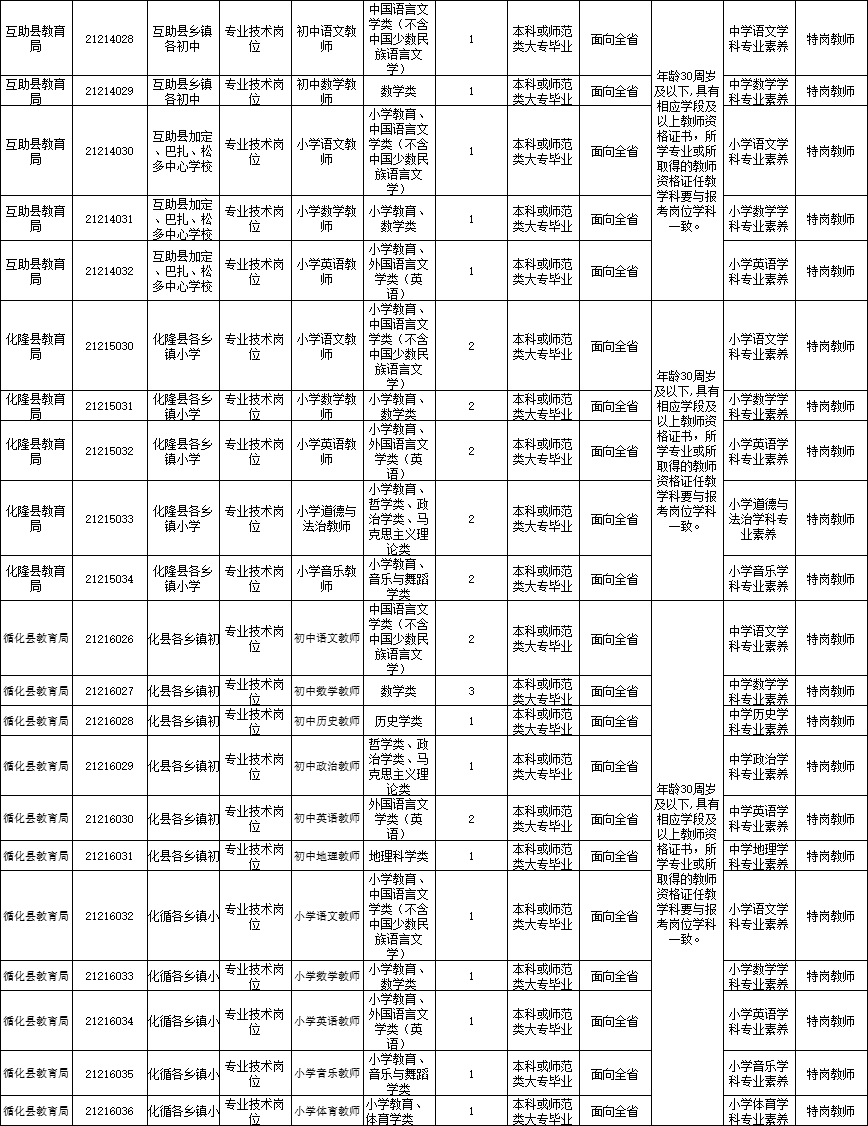 互助县教育局 21214028 互助县乡镇各初中 专业技术岗位 初中语文教师 中国语言文学类（不含中国少数民族语言文学） 1 本科或师范类大专毕业 面向全省 年龄30周岁及以下,具有相应学段及以上教师资格证书，所学专业或所取得的教师资格证任教学科要与报考岗位学科一致。 中学语文学科专业素养 特岗教师
互助县教育局 21214029 互助县乡镇各初中 专业技术岗位 初中数学教师 数学类 1 本科或师范类大专毕业 面向全省 中学数学学科专业素养 特岗教师
互助县教育局 21214030 互助县加定、巴扎、松多中心学校 专业技术岗位 小学语文教师 小学教育、中国语言文学类（不含中国少数民族语言文学） 1 本科或师范类大专毕业 面向全省 小学语文学科专业素养 特岗教师
互助县教育局 21214031 互助县加定、巴扎、松多中心学校 专业技术岗位 小学数学教师 小学教育、数学类 1 本科或师范类大专毕业 面向全省 小学数学学科专业素养 特岗教师
互助县教育局 21214032 互助县加定、巴扎、松多中心学校 专业技术岗位 小学英语教师 小学教育、外国语言文学类（英语） 1 本科或师范类大专毕业 面向全省 小学英语学科专业素养 特岗教师
化隆县教育局 21215030 化隆县各乡镇小学 专业技术岗位 小学语文教师 小学教育、中国语言文学类（不含中国少数民族语言文学） 2 本科或师范类大专毕业 面向全省 年龄30周岁及以下,具有相应学段及以上教师资格证书，所学专业或所取得的教师资格证任教学科要与报考岗位学科一致。 小学语文学科专业素养 特岗教师
化隆县教育局 21215031 化隆县各乡镇小学 专业技术岗位 小学数学教师 小学教育、数学类 2 本科或师范类大专毕业 面向全省 小学数学学科专业素养 特岗教师
化隆县教育局 21215032 化隆县各乡镇小学 专业技术岗位 小学英语教师 小学教育、外国语言文学类（英语） 2 本科或师范类大专毕业 面向全省 小学英语学科专业素养 特岗教师
化隆县教育局 21215033 化隆县各乡镇小学 专业技术岗位 小学道德与法治教师 小学教育、哲学类、政治学类、马克思主义理论类 2 本科或师范类大专毕业 面向全省 小学道德与法治学科专业素养 特岗教师
化隆县教育局 21215034 化隆县各乡镇小学 专业技术岗位 小学音乐教师 小学教育、音乐与舞蹈学类 2 本科或师范类大专毕业 面向全省 小学音乐学科专业素养 特岗教师
循化县教育局 21216026 化县各乡镇初 专业技术岗位 初中语文教师 中国语言文学类（不含中国少数民族语言文学） 2 本科或师范类大专毕业 面向全省 年龄30周岁及以下,具有相应学段及以上教师资格证书，所学专业或所取得的教师资格证任教学科要与报考岗位学科一致。 中学语文学科专业素养 特岗教师
循化县教育局 21216027 化县各乡镇初 专业技术岗位 初中数学教师 数学类 3 本科或师范类大专毕业 面向全省 中学数学学科专业素养 特岗教师
循化县教育局 21216028 化县各乡镇初 专业技术岗位 初中历史教师 历史学类 1 本科或师范类大专毕业 面向全省 中学历史学科专业素养 特岗教师
循化县教育局 21216029 化县各乡镇初 专业技术岗位 初中政治教师 哲学类、政治学类、马克思主义理论类 1 本科或师范类大专毕业 面向全省 中学政治学科专业素养 特岗教师
循化县教育局 21216030 化县各乡镇初 专业技术岗位 初中英语教师 外国语言文学类（英语） 2 本科或师范类大专毕业 面向全省 中学英语学科专业素养 特岗教师
循化县教育局 21216031 化县各乡镇初 专业技术岗位 初中地理教师 地理科学类 1 本科或师范类大专毕业 面向全省 中学地理学科专业素养 特岗教师
循化县教育局 21216032 化循各乡镇小 专业技术岗位 小学语文教师 小学教育、中国语言文学类（不含中国少数民族语言文学） 1 本科或师范类大专毕业 面向全省 小学语文学科专业素养 特岗教师
循化县教育局 21216033 化循各乡镇小 专业技术岗位 小学数学教师 小学教育、数学类 1 本科或师范类大专毕业 面向全省 小学数学学科专业素养 特岗教师
循化县教育局 21216034 化循各乡镇小 专业技术岗位 小学英语教师 小学教育、外国语言文学类（英语） 1 本科或师范类大专毕业 面向全省 小学英语学科专业素养 特岗教师
循化县教育局 21216035 化循各乡镇小 专业技术岗位 小学音乐教师 小学教育、音乐与舞蹈学类 1 本科或师范类大专毕业 面向全省 小学音乐学科专业素养 特岗教师
循化县教育局 21216036 化循各乡镇小 专业技术岗位 小学体育教师 小学教育、体育学类 1 本科或师范类大专毕业 面向全省 小学体育学科专业素养 特岗教师